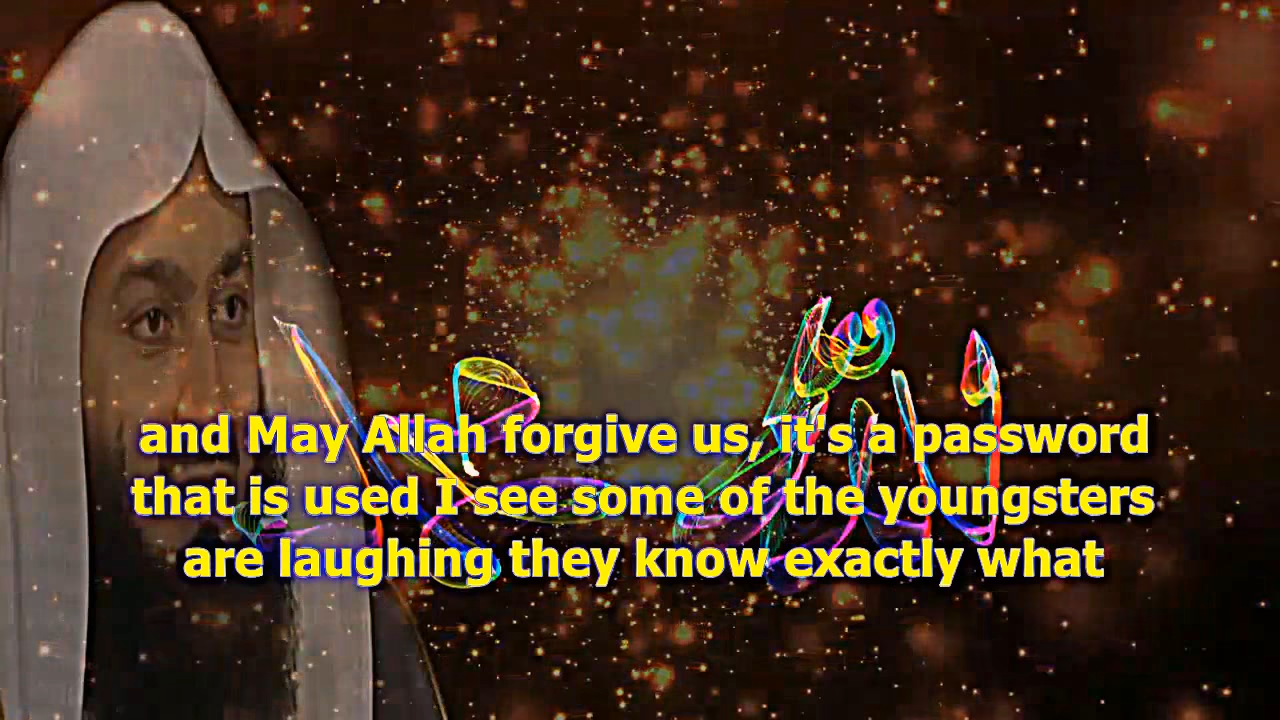 and May Allah forgive us, it's a password
that is used I see some of the youngsters
are laughing they know exactly what